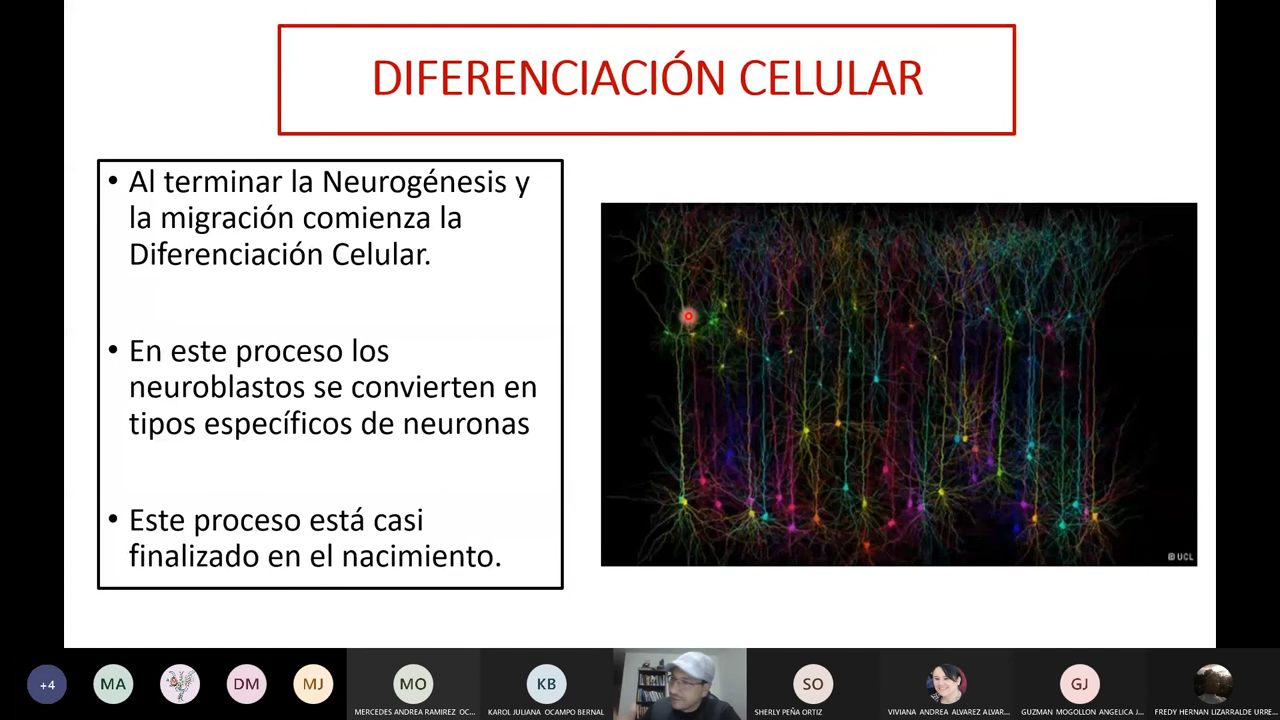 DIFERENCIACIÓN CELULAR
• Al terminar la Neurogénesis y
la migración comienza la
Diferenciación Celular.
• En este proceso los
neuroblastos se convierten en
tipos específicos de neuronas
• Este proceso está casi
finalizado en el nacimiento.
UCL
+4
MA
DM
MJ
MO
KB
SO
GJ
MERCEDES ANDREA RAMIREZ OC...
KAROL JULIANA OCAMPO BERNAL
SHERLY PEÑA ORTIZ
VIVIANA ANDREA ALVAREZ ALVAR...
GUZMAN MOGOLLON ANGELICA J...
FREDY HERNAN LIZARRALDE URRE...